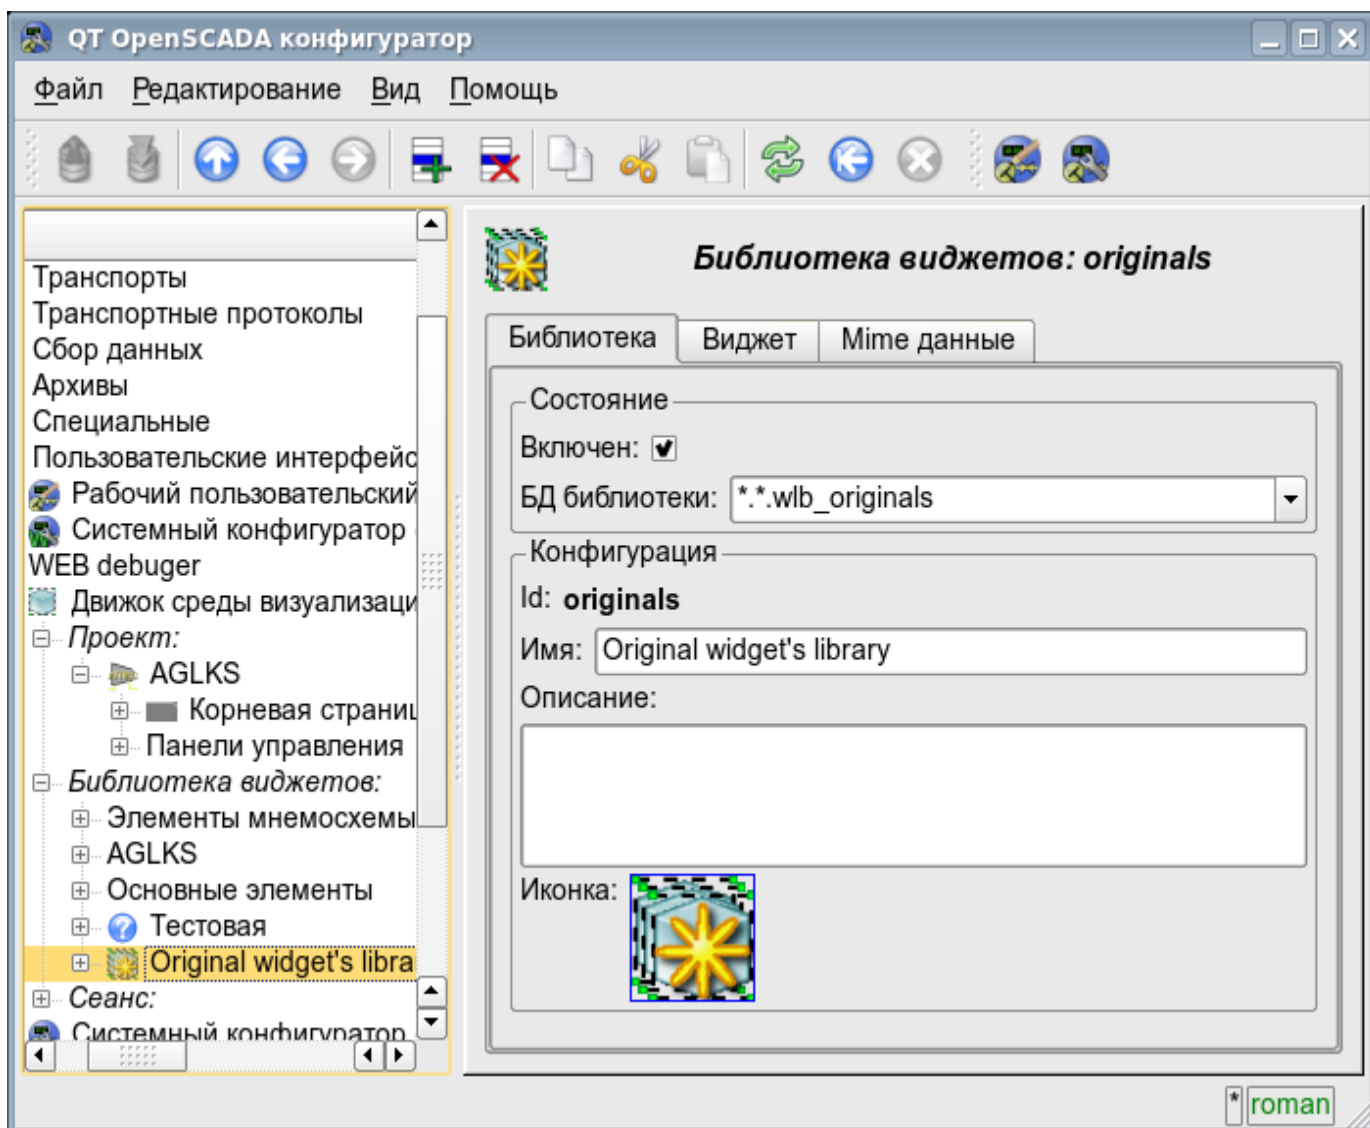 QT OpenSCADA конфигуратор
Файл Редактирование Вид Помощь
Транспорты
Транспортные протоколы
Сбор данных
Архивы
Специальные
Пользовательские интерфейс
Рабочий пользовательский
Системный конфигуратор
WEB debuger
Движок среды визуализаци
Проект:
AGLKS
Корневая страниц
Панели управления
Библиотека виджетов:
Элементы мнемосхемы
AGLKS
Основные элементы
Тестовая
Original widget's libra
Сеанс:
Системный конфигуратор
Библиотека виджетов: originals
Библиотека Виджет Mime данные
Состояние
Включен:
БД библиотеки: *.*.wlb_originals
Конфигурация
Id: originals
Имя: Original widget's library
Описание:
Иконка:
* roman